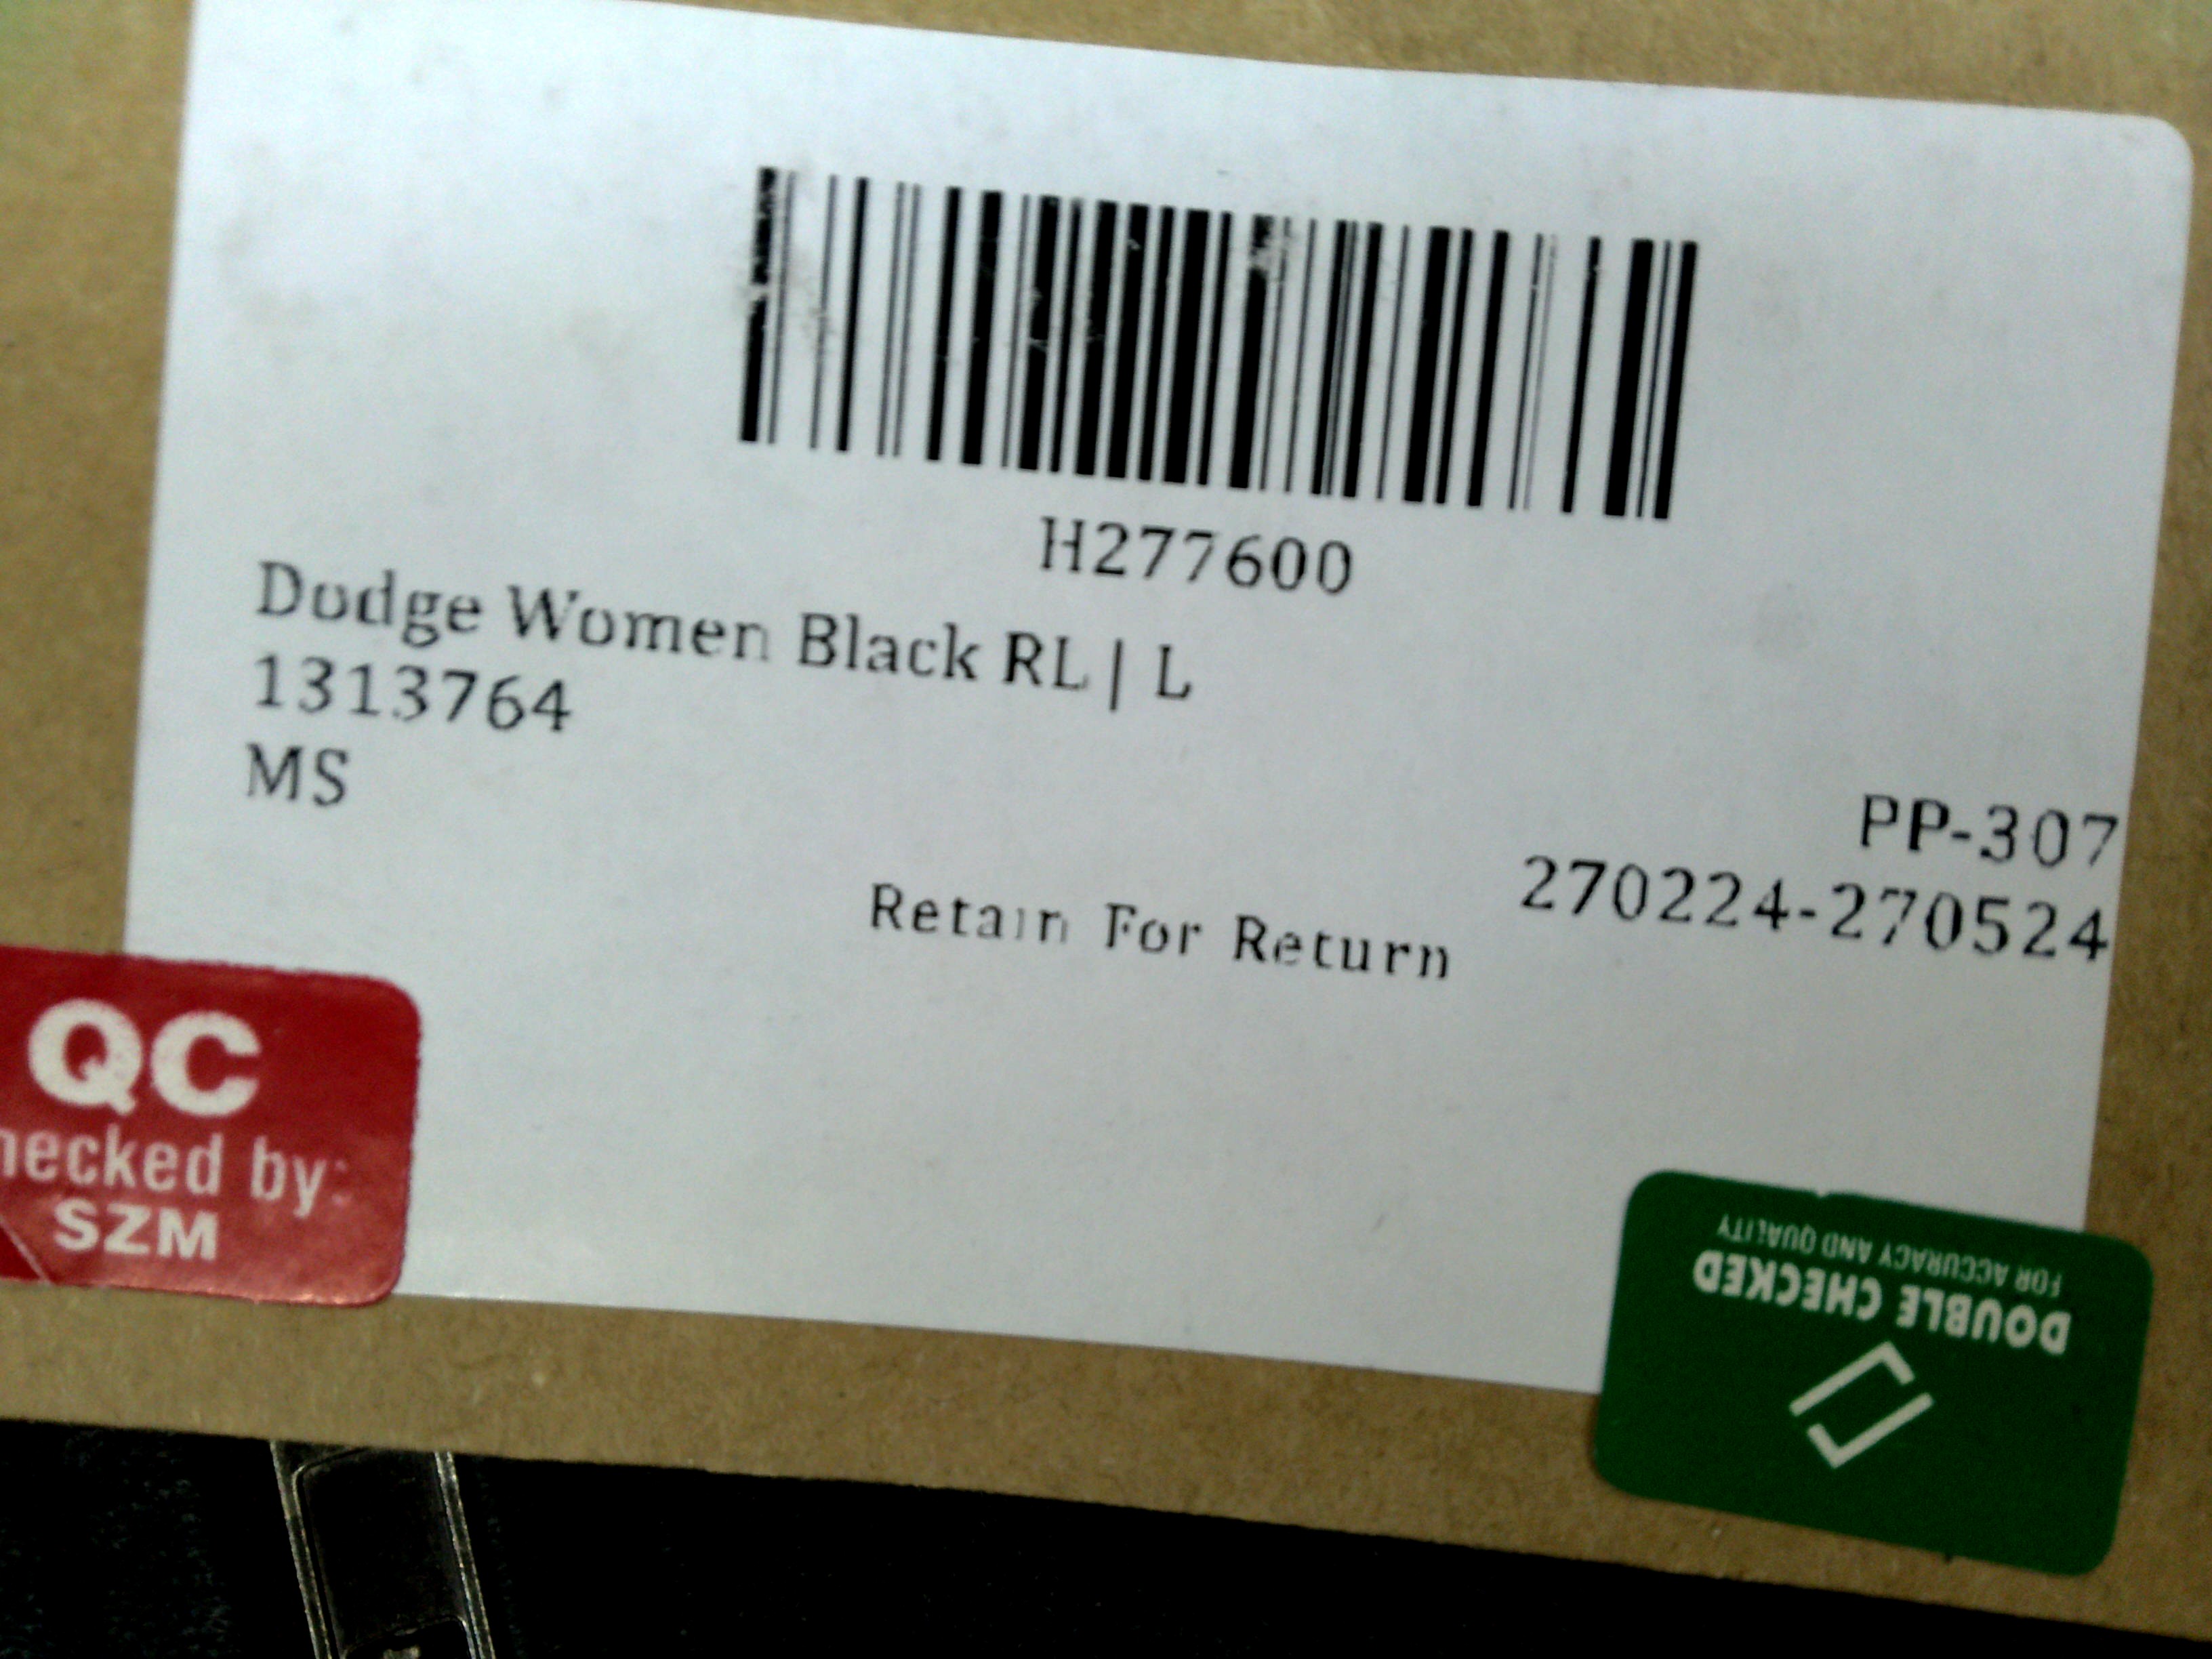 H277600
Dodge Women Black RL | L
1313764
MS
PP-307
270224-270524
Retain For Return
QC
hecked by:
SZM
DOUBLE CHECKED
FOR ACCURACY AND QUALITY